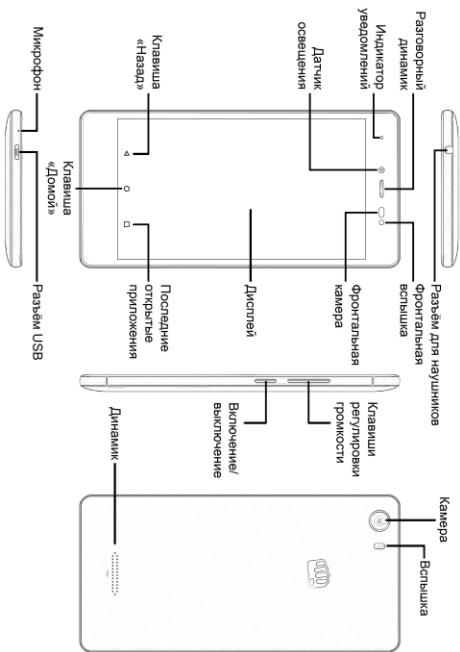 Разъём для наушников
Разговорный
динамик
Индикатор
уведомлений
Датчик
освещения
Фронтальная
вспышка
Фронтальная
камера
Дисплей
Клавиша
«Назад»
Клавиша
«Домой»
Последние
открытые
приложения
Микрофон
Разъём USB
Клавиши
регулировки
громкости
Включение/
выключение
Камера
Вспышка
Динамик